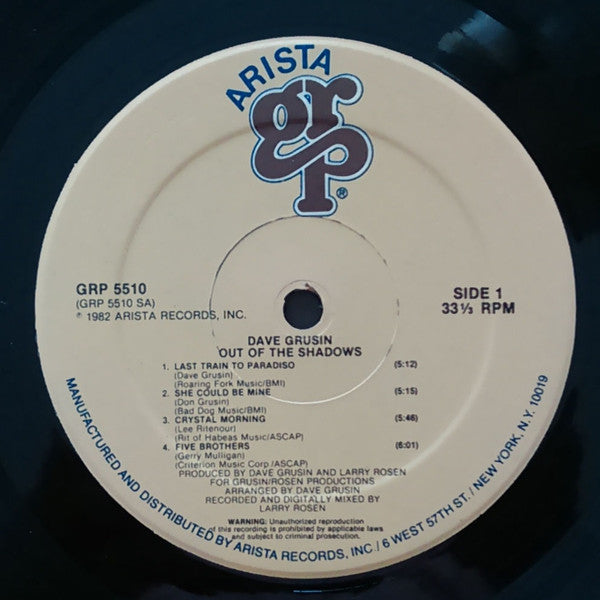 ARISTA
grp®
GRP 5510
(GRP 5510 SA)
℗ 1982 ARISTA RECORDS, INC.
SIDE 1
33⅓ RPM
DAVE GRUSIN
OUT OF THE SHADOWS
1. LAST TRAIN TO PARADISO (5:12)
(Dave Grusin)
(Roaring Fork Music/BMI)
2. SHE COULD BE MINE (5:15)
(Don Grusin)
(Bad Dog Music/BMI)
3. CRYSTAL MORNING (5:46)
(Lee Ritenour)
(Rit of Habeas Music/ASCAP)
4. FIVE BROTHERS (6:01)
(Gerry Mulligan)
(Criterion Music Corp./ASCAP)
PRODUCED BY DAVE GRUSIN AND LARRY ROSEN
FOR GRUSIN/ROSEN PRODUCTIONS
ARRANGED BY DAVE GRUSIN
RECORDED AND DIGITALLY MIXED BY
LARRY ROSEN
WARNING: Unauthorized reproduction
of this recording is prohibited by applicable laws
and subject to criminal prosecution.
MANUFACTURED AND DISTRIBUTED BY ARISTA RECORDS, INC / 6 WEST 57TH ST. / NEW YORK, N.Y. 10019